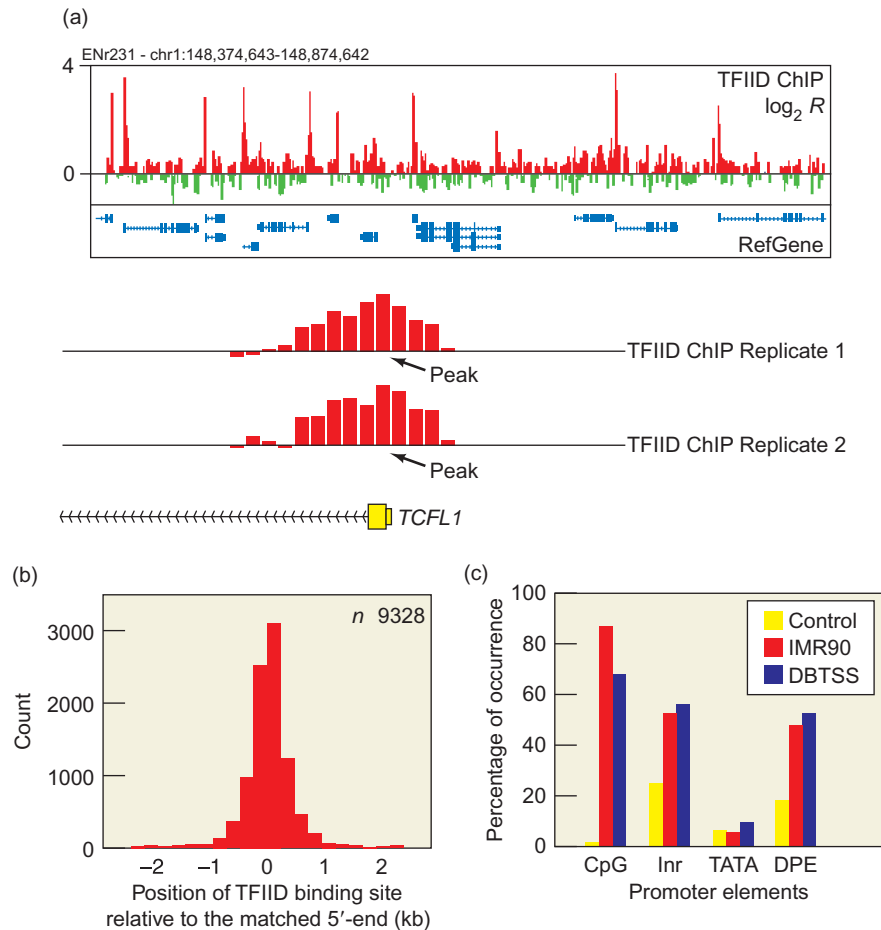 (a)
ENr231 - chr1:148,374,643-148,874,642
4
TFIID ChIP
log2 R
0
RefGene
TFIID ChIP Replicate 1
Peak
TFIID ChIP Replicate 2
Peak
TCFL1
(b)
n 9328
3000
2000
1000
0
Count
–2 –1 0 1 2
Position of TFIID binding site
relative to the matched 5′-end (kb)
(c)
100
80
60
40
20
0
Percentage of occurrence
Control
IMR90
DBTSS
CpG Inr TATA DPE
Promoter elements